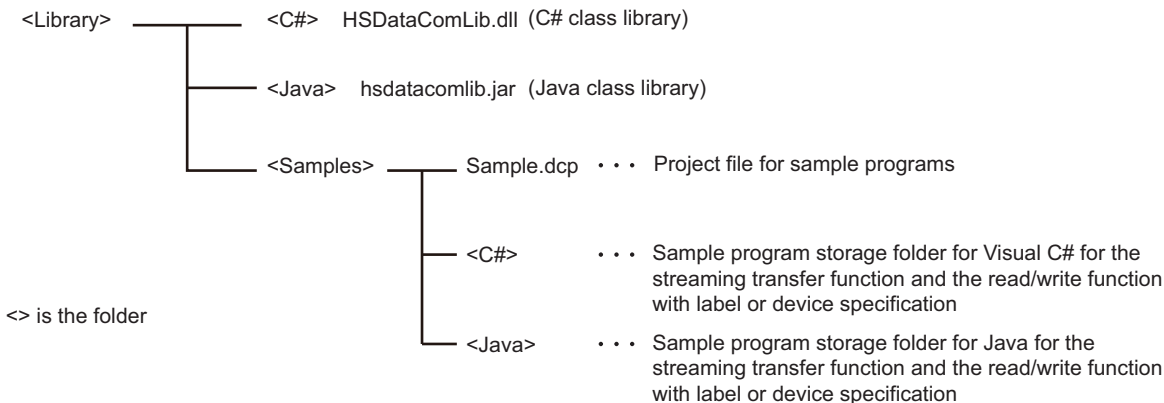 <Library> <C#> HSDataComLib.dll (C# class library)
<Java> hsdatacomlib.jar (Java class library)
<Samples> Sample.dcp ・・・ Project file for sample programs
<C#> ・・・ Sample program storage folder for Visual C# for the
streaming transfer function and the read/write function
with label or device specification
<> is the folder
<Java> ・・・ Sample program storage folder for Java for the
streaming transfer function and the read/write function
with label or device specification